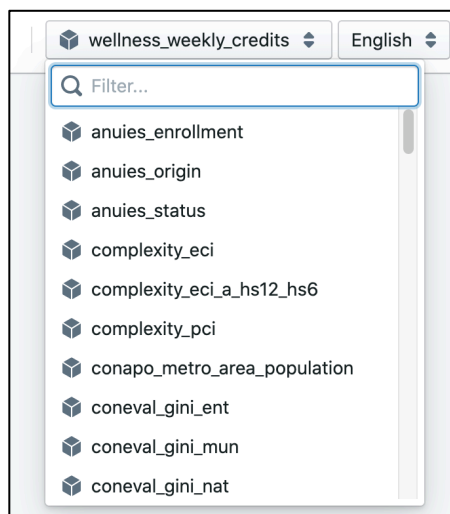 wellness_weekly_credits English
Filter...
anuies_enrollment
anuies_origin
anuies_status
complexity_eci
complexity_eci_a_hs12_hs6
complexity_pci
conapo_metro_area_population
coneval_gini_ent
coneval_gini_mun
coneval_gini_nat